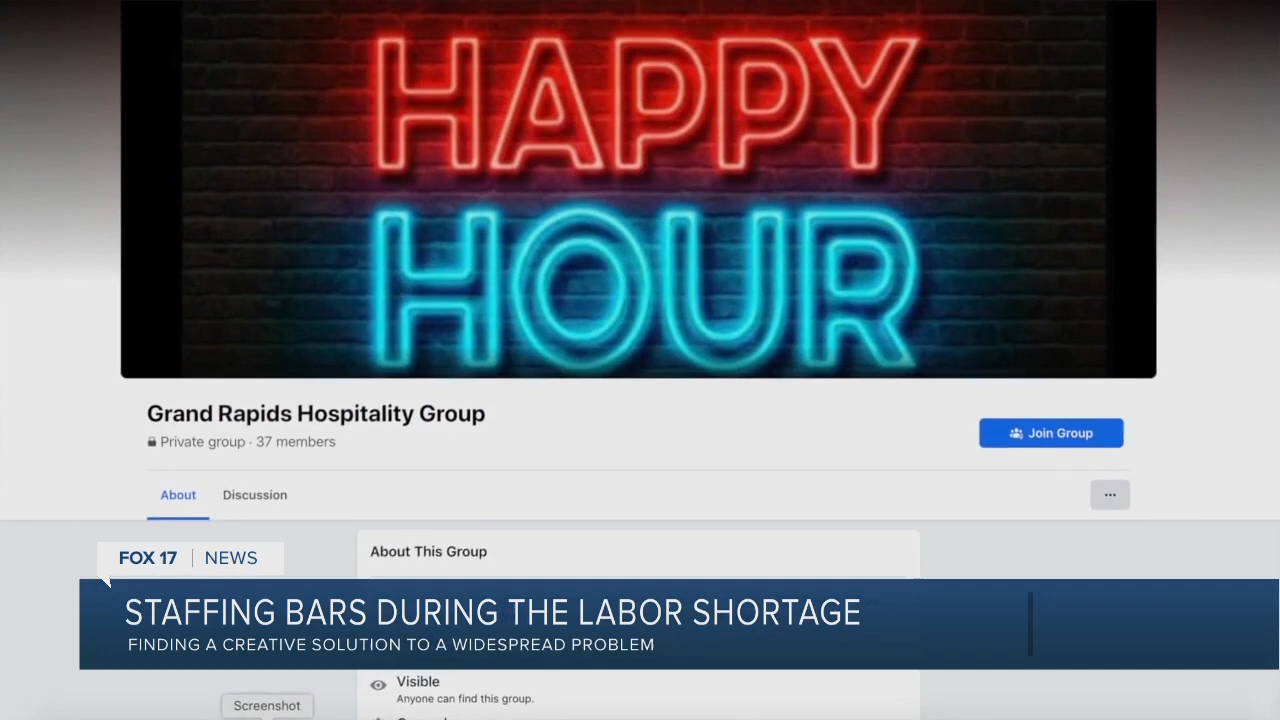 HAPPY
HOUR
Grand Rapids Hospitality Group
Private group · 37 members
Join Group
About
Discussion
...
About This Group
FOX 17 | NEWS
STAFFING BARS DURING THE LABOR SHORTAGE
FINDING A CREATIVE SOLUTION TO A WIDESPREAD PROBLEM
Visible
Anyone can find this group.
Screenshot